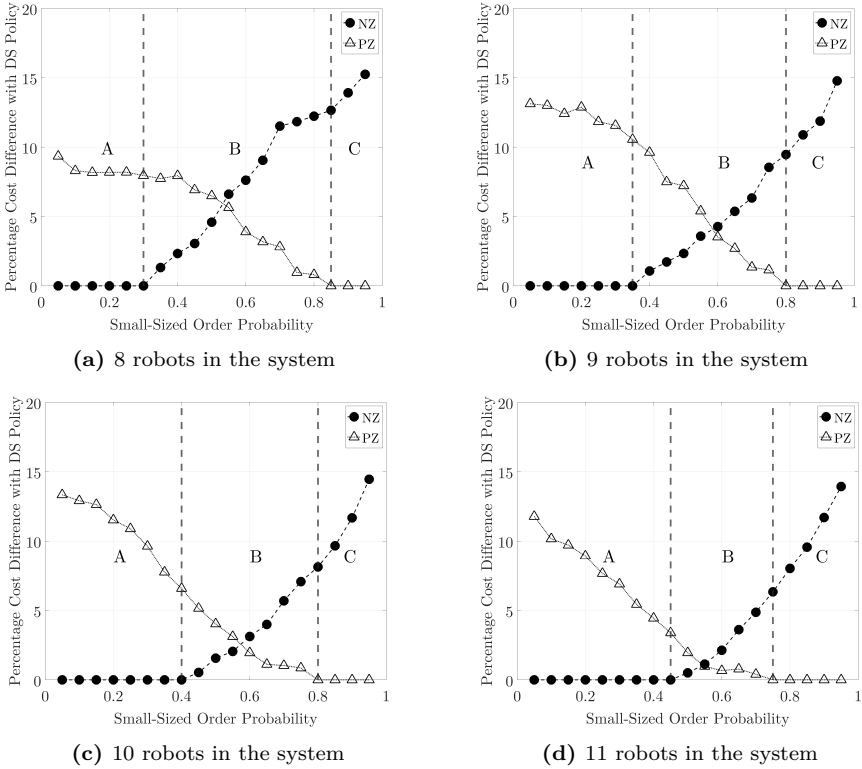 Percentage Cost Difference with DS Policy
20
15
10
5
0
NZ
PZ
A
B
C
0
0.2
0.4
0.6
0.8
1
Small-Sized Order Probability
(a) 8 robots in the system
Percentage Cost Difference with DS Policy
20
15
10
5
0
NZ
PZ
A
B
C
0
0.2
0.4
0.6
0.8
1
Small-Sized Order Probability
(b) 9 robots in the system
Percentage Cost Difference with DS Policy
20
15
10
5
0
NZ
PZ
A
B
C
0
0.2
0.4
0.6
0.8
1
Small-Sized Order Probability
(c) 10 robots in the system
Percentage Cost Difference with DS Policy
20
15
10
5
0
NZ
PZ
A
B
C
0
0.2
0.4
0.6
0.8
1
Small-Sized Order Probability
(d) 11 robots in the system